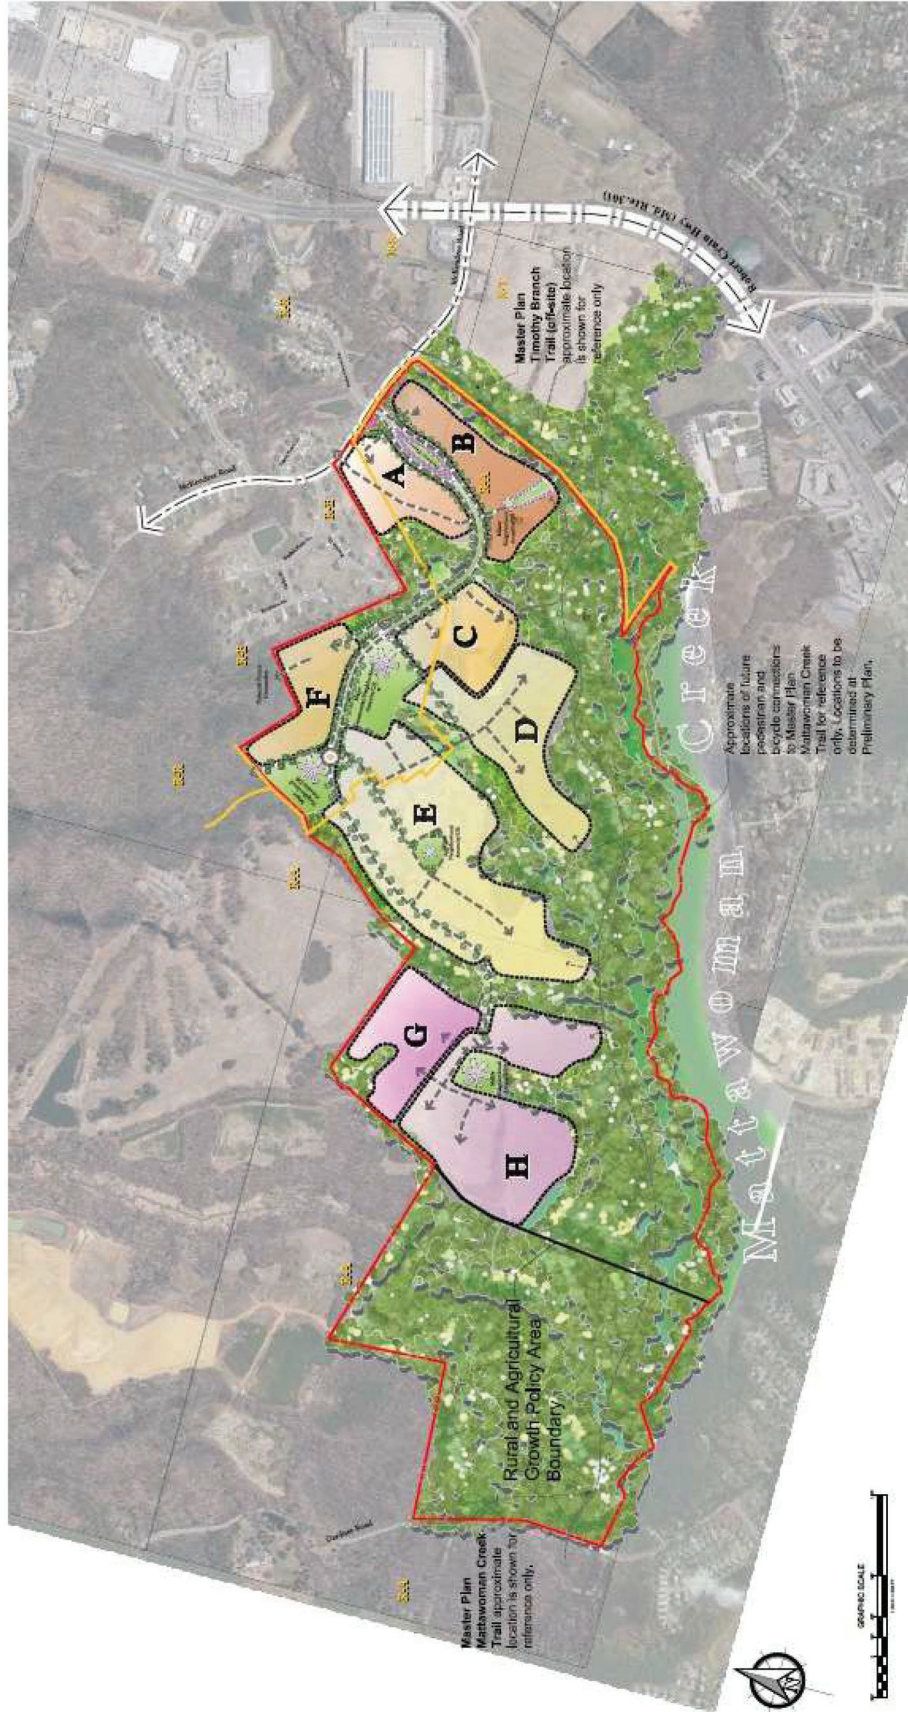 McKendree Road
McKendree Road
Robert Crain Hwy (Md. Rte.301)
Master Plan
Timothy Branch
Trail (off-site)
approximate location
is shown for
reference only
A
B
C
D
E
F
G
H
R-R
R-R
R-R
R-A
R-A
R-A
Mattawoman Creek
Approximate
locations of future
pedestrian and
bicycle connections
to Master Plan
Mattawoman Creek
Trail for reference
only. Locations to be
determined at
Preliminary Plan.
Rural and Agricultural
Growth Policy Area
Boundary
Gardner Road
Master Plan
Mattawoman Creek
Trail approximate
location is shown for
reference only.
GRAPHIC SCALE